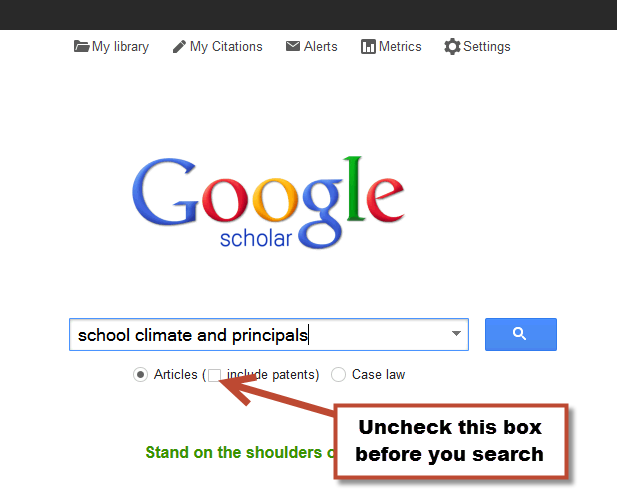 My library My Citations Alerts Metrics Settings
Google
scholar
school climate and principals
Articles ( include patents) Case law
Uncheck this box
before you search
Stand on the shoulders